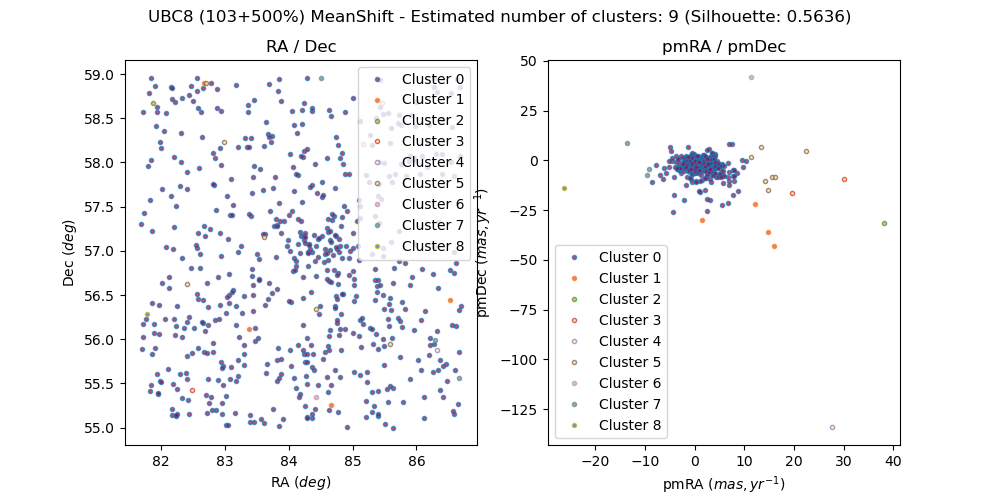 UBC8 (103+500%) MeanShift - Estimated number of clusters: 9 (Silhouette: 0.5636)
RA / Dec
pmRA / pmDec
Dec (deg)
59.0
58.5
58.0
57.5
57.0
56.5
56.0
55.5
55.0
82
83
84
85
86
RA (deg)
Cluster 0
Cluster 1
Cluster 2
Cluster 3
Cluster 4
Cluster 5
Cluster 6
Cluster 7
Cluster 8
pmDec (mas, yr⁻¹)
50
25
0
−25
−50
−75
−100
−125
−20
−10
0
10
20
30
40
pmRA (mas, yr⁻¹)
Cluster 0
Cluster 1
Cluster 2
Cluster 3
Cluster 4
Cluster 5
Cluster 6
Cluster 7
Cluster 8